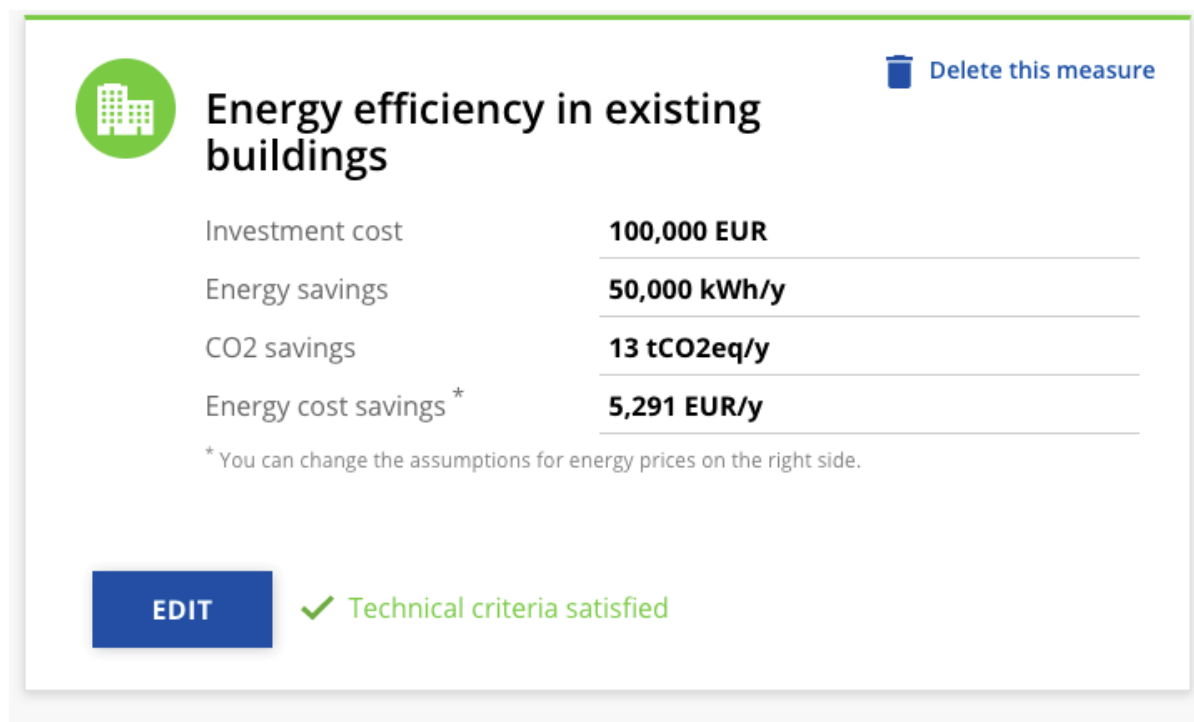 Delete this measure
Energy efficiency in existing
buildings
Investment cost 100,000 EUR
Energy savings 50,000 kWh/y
CO2 savings 13 tCO2eq/y
Energy cost savings * 5,291 EUR/y
* You can change the assumptions for energy prices on the right side.
EDIT Technical criteria satisfied